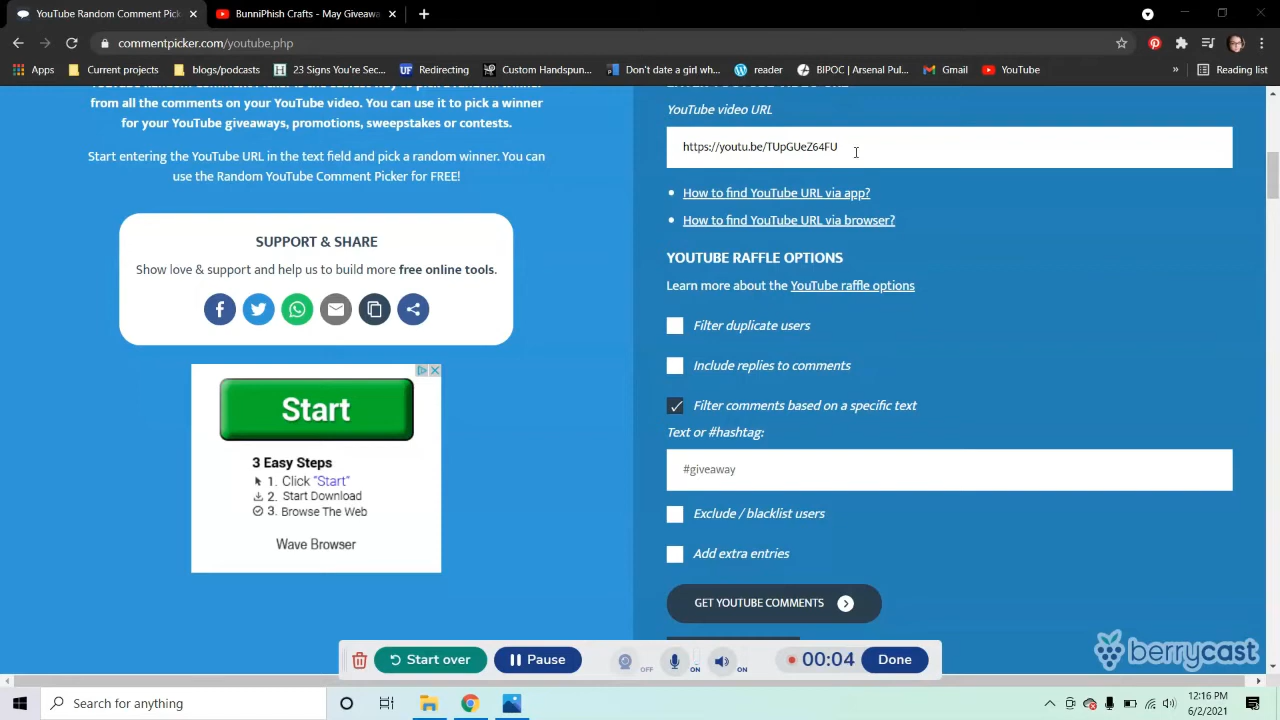 YouTube Random Comment Pick
BunniPhish Crafts - May Giveawa
commentpicker.com/youtube.php
Apps
Current projects
blogs/podcasts
23 Signs You're Sec...
Redirecting
Custom Handspun...
Don't date a girl wh...
reader
BIPOC | Arsenal Pul...
Gmail
YouTube
»
Reading list
from all the comments on your YouTube video. You can use it to pick a winner
for your YouTube giveaways, promotions, sweepstakes or contests.
Start entering the YouTube URL in the text field and pick a random winner. You can
use the Random YouTube Comment Picker for FREE!
SUPPORT & SHARE
Show love & support and help us to build more free online tools.
Start
3 Easy Steps
1. Click "Start"
2. Start Download
3. Browse The Web
Wave Browser
YouTube video URL
https://youtu.be/TUpGUeZ64FU
How to find YouTube URL via app?
How to find YouTube URL via browser?
YOUTUBE RAFFLE OPTIONS
Learn more about the YouTube raffle options
Filter duplicate users
Include replies to comments
Filter comments based on a specific text
Text or #hashtag:
#giveaway
Exclude / blacklist users
Add extra entries
GET YOUTUBE COMMENTS
Start over
Pause
OFF
ON
ON
00:04
Done
berrycast
Search for anything
12:16 PM
6/2/2021